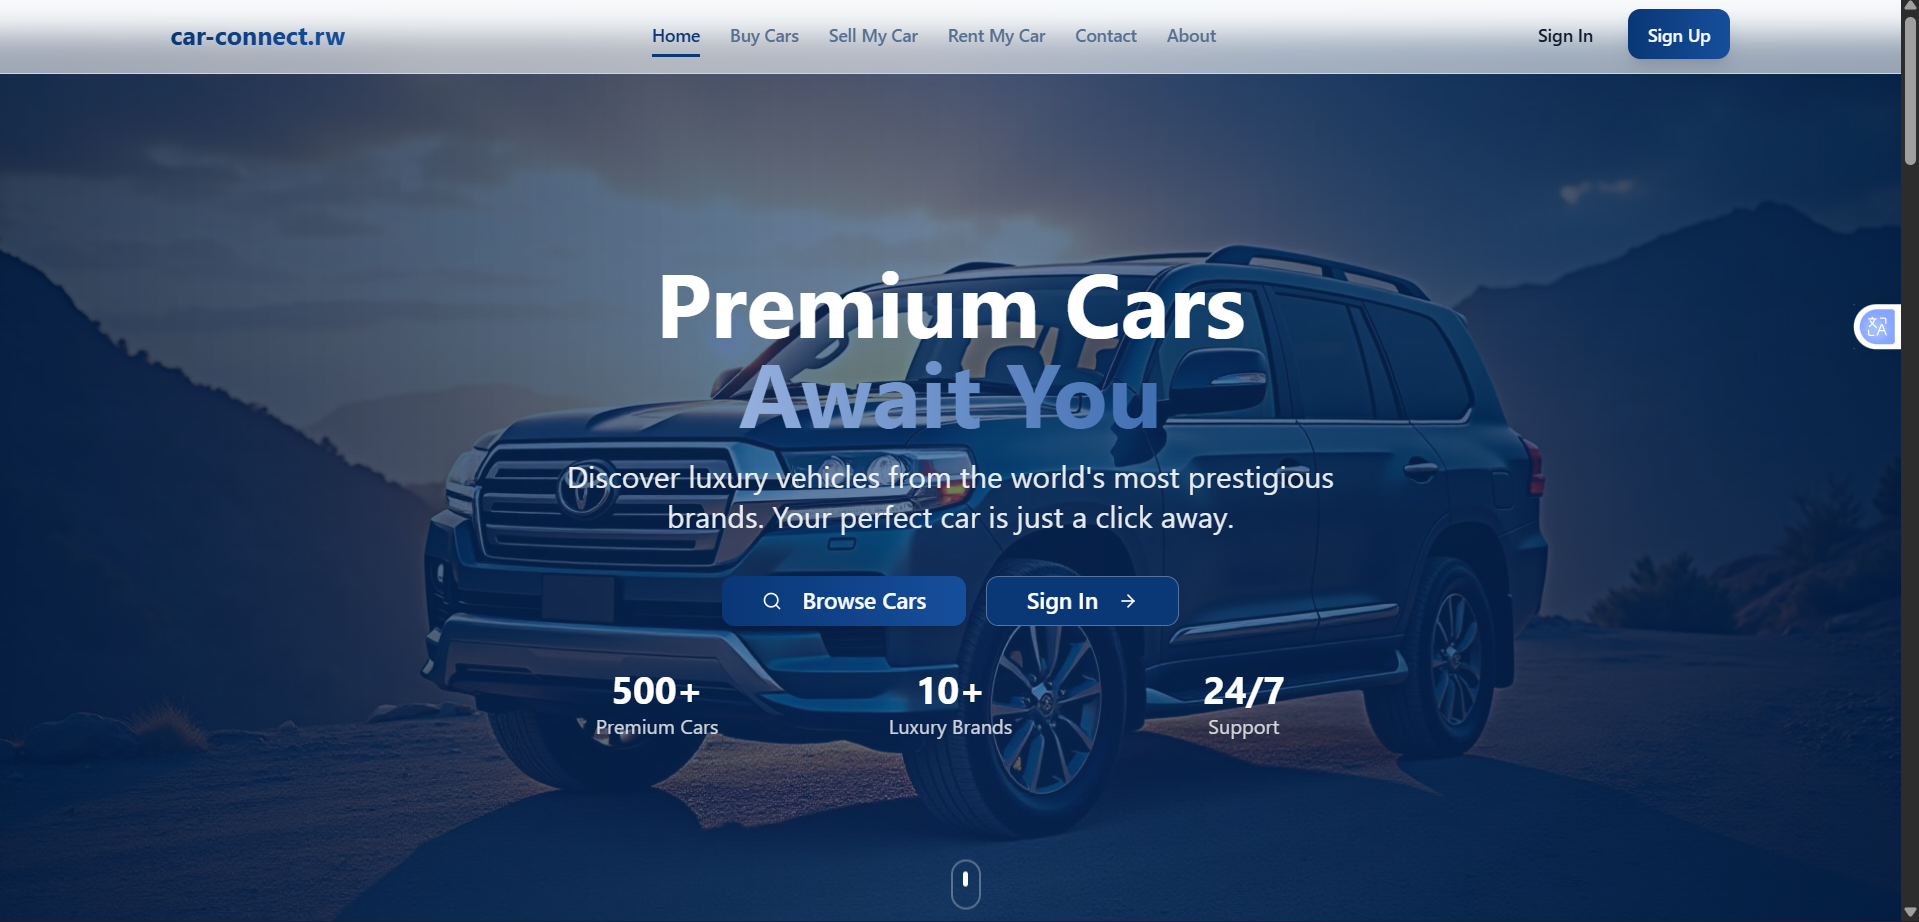 car-connect.rw
Home
Buy Cars
Sell My Car
Rent My Car
Contact
About
Sign In
Sign Up
Premium Cars
Await You
Discover luxury vehicles from the world's most prestigious
brands. Your perfect car is just a click away.
Browse Cars
Sign In
500+
Premium Cars
10+
Luxury Brands
24/7
Support